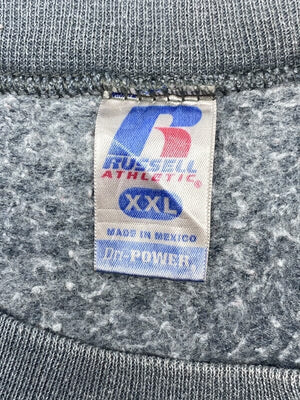 RUSSELL
ATHLETIC®
XXL
MADE IN MEXICO
Dri-POWER®